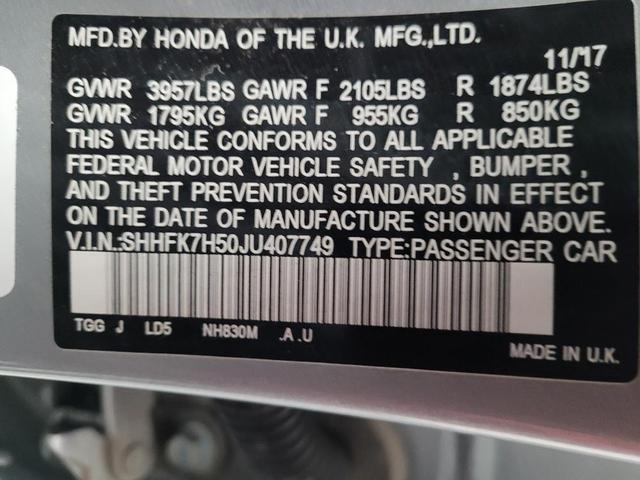 MFD.BY HONDA OF THE U.K. MFG.,LTD.
11/'17
GVWR 3957LBS GAWR F 2105LBS R 1874LBS
GVWR 1795KG GAWR F 955KG R 850KG
THIS VEHICLE CONFORMS TO ALL APPLICABLE
FEDERAL MOTOR VEHICLE SAFETY , BUMPER ,
AND THEFT PREVENTION STANDARDS IN EFFECT
ON THE DATE OF MANUFACTURE SHOWN ABOVE.
V.I.N.:SHHFK7H50JU407749 TYPE:PASSENGER CAR
TGG J LD5 NH830M .A .U
MADE IN U.K.